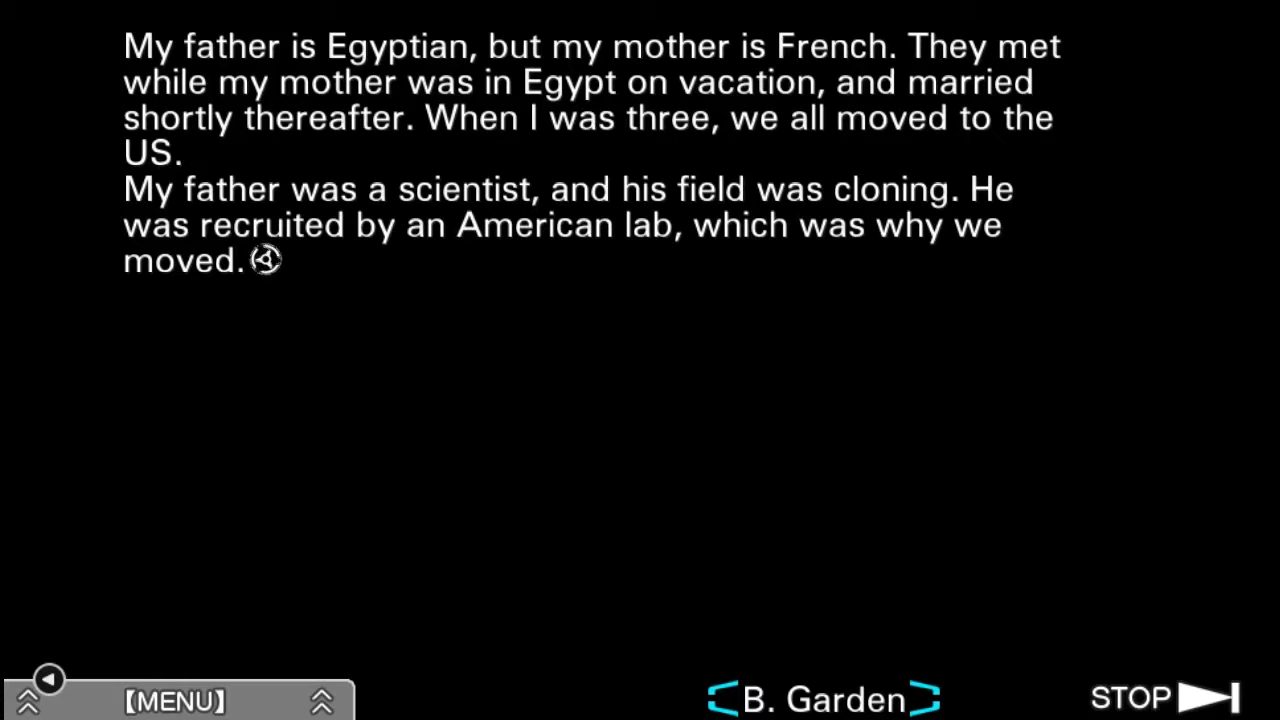 My father is Egyptian, but my mother is French. They met
while my mother was in Egypt on vacation, and married
shortly thereafter. When I was three, we all moved to the
US.
My father was a scientist, and his field was cloning. He
was recruited by an American lab, which was why we
moved.
【MENU】
B. Garden
STOP